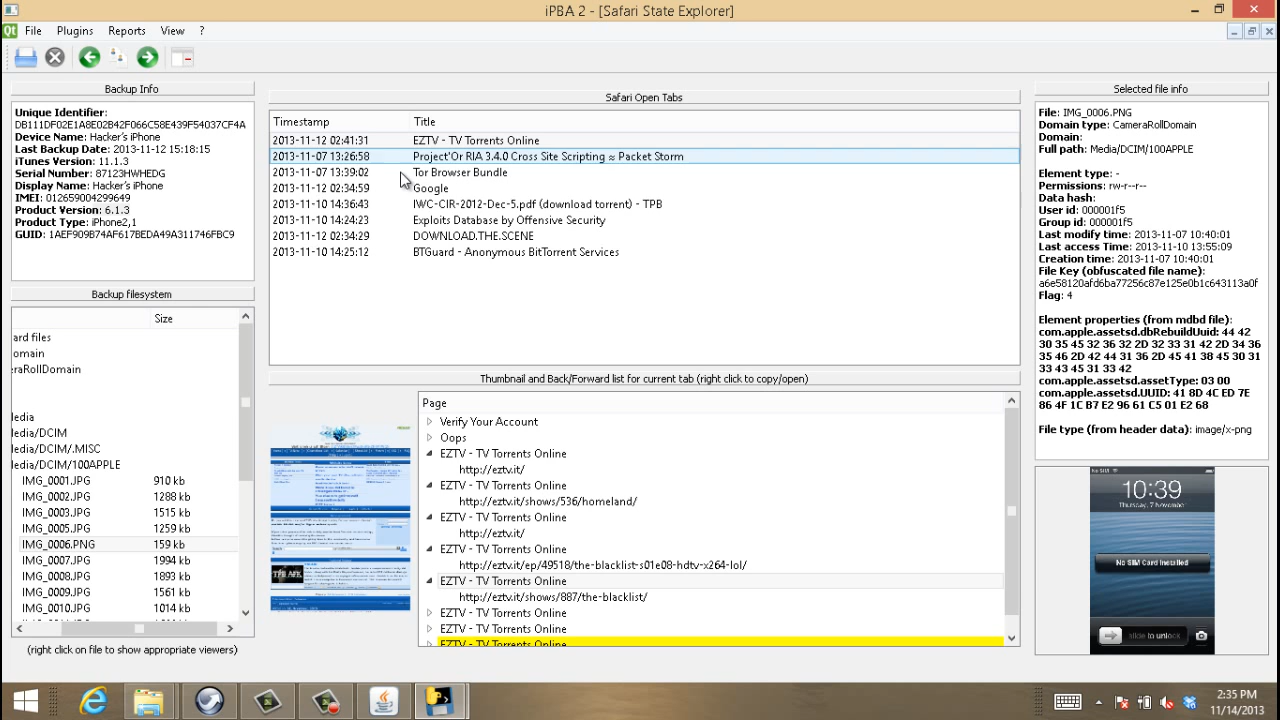 iPBA 2 - [Safari State Explorer]
File Plugins Reports View ?
Backup Info
Unique Identifier:
DB111DF02E1A8E02B42F066C58E439F54037CF4A
Device Name: Hacker's iPhone
Last Backup Date: 2013-11-12 15:18:15
iTunes Version: 11.1.3
Serial Number: 87123HWHEDG
Display Name: Hacker's iPhone
IMEI: 012659004299649
Product Version: 6.1.3
Product Type: iPhone2,1
GUID: 1AEF909B74AF617BEDA49A311746FBC9
Backup filesystem
Size
ard files
omain
eraRollDomain
Media
Media/DCIM
Media/DCIM/.MISC
Media/DCIM/100APPLE
IMG_0001.JPG 910 kb
IMG_0002.JPG 1288 kb
IMG_0003.JPG 1515 kb
IMG_0005.JPG 1259 kb
IMG_0006.PNG 159 kb
IMG_0007.JPG 1994 kb
IMG_0008.JPG 1893 kb
IMG_0009.JPG 1561 kb
IMG_0010.JPG 1014 kb
(right click on file to show appropriate viewers)
Safari Open Tabs
Timestamp Title
2013-11-12 02:41:31 EZTV - TV Torrents Online
2013-11-07 13:26:58 Project'Or RIA 3.4.0 Cross Site Scripting ≈ Packet Storm
2013-11-07 13:39:02 Tor Browser Bundle
2013-11-12 02:34:59 Google
2013-11-10 14:36:43 IWC-CIR-2012-Dec-5.pdf (download torrent) - TPB
2013-11-10 14:24:23 Exploits Database by Offensive Security
2013-11-12 02:34:29 DOWNLOAD.THE.SCENE
2013-11-10 14:25:12 BTGuard - Anonymous BitTorrent Services
Thumbnail and Back/Forward list for current tab (right click to copy/open)
Page
Verify Your Account
Oops
EZTV - TV Torrents Online
http://eztv.it/
EZTV - TV Torrents Online
http://eztv.it/shows/536/homeland/
EZTV - TV Torrents Online
http://eztv.it/
EZTV - TV Torrents Online
http://eztv.it/ep/49518/the-blacklist-s01e08-hdtv-x264-lol/
EZTV - TV Torrents Online
http://eztv.it/shows/887/the-blacklist/
EZTV - TV Torrents Online
EZTV - TV Torrents Online
EZTV - TV Torrents Online
Selected file info
File: IMG_0006.PNG
Domain type: CameraRollDomain
Domain:
Full path: Media/DCIM/100APPLE
Element type: -
Permissions: rw-r--r--
Data hash:
User id: 000001f5
Group id: 000001f5
Last modify time: 2013-11-07 10:40:01
Last access Time: 2013-11-10 13:55:09
Creation time: 2013-11-07 10:40:01
File Key (obfuscated file name):
a6e58120afd6ba77256c87e125e0b1c643113a0f
Flag: 4
Element properties (from mdbd file):
com.apple.assetsd.dbRebuildUuid: 44 42
30 35 45 32 36 32 2D 32 33 31 42 2D 34 36
35 46 2D 42 44 31 36 2D 45 41 38 45 30 31
33 43 45 31 33 42
com.apple.assetsd.assetType: 03 00
com.apple.assetsd.UUID: 41 8D 4C ED 7E
86 4F 1C B7 E2 96 61 C5 01 E2 68
File type (from header data): image/x-png
No SIM
10:39
Thursday, 7 November
No SIM Card Installed
slide to unlock
2:35 PM
11/14/2013